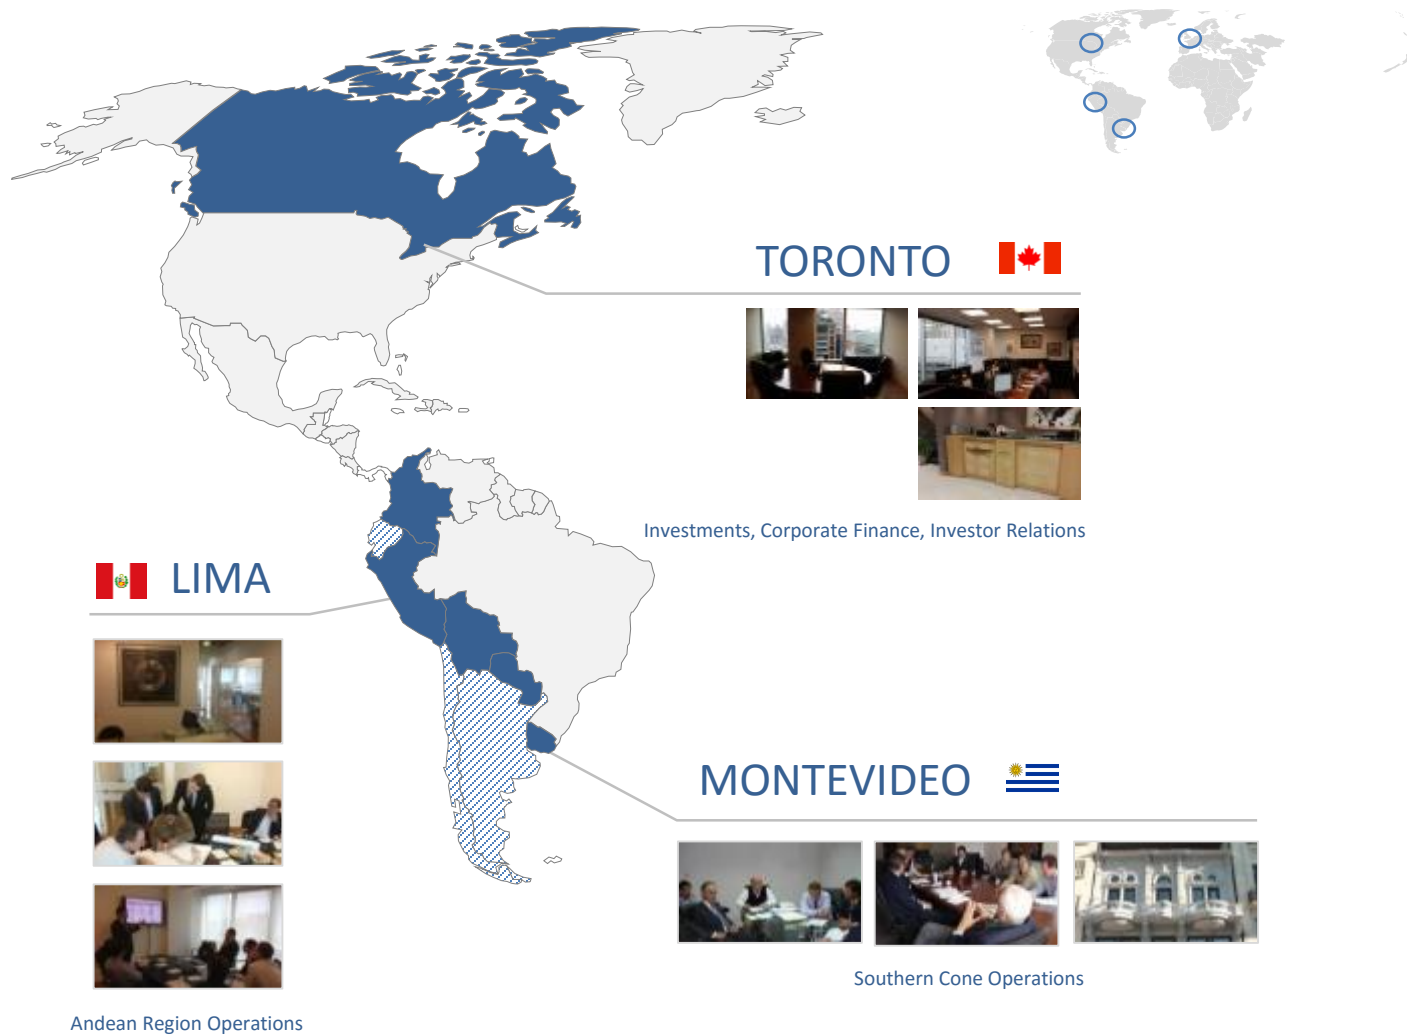 TORONTO
Investments, Corporate Finance, Investor Relations
LIMA
MONTEVIDEO
Southern Cone Operations
Andean Region Operations